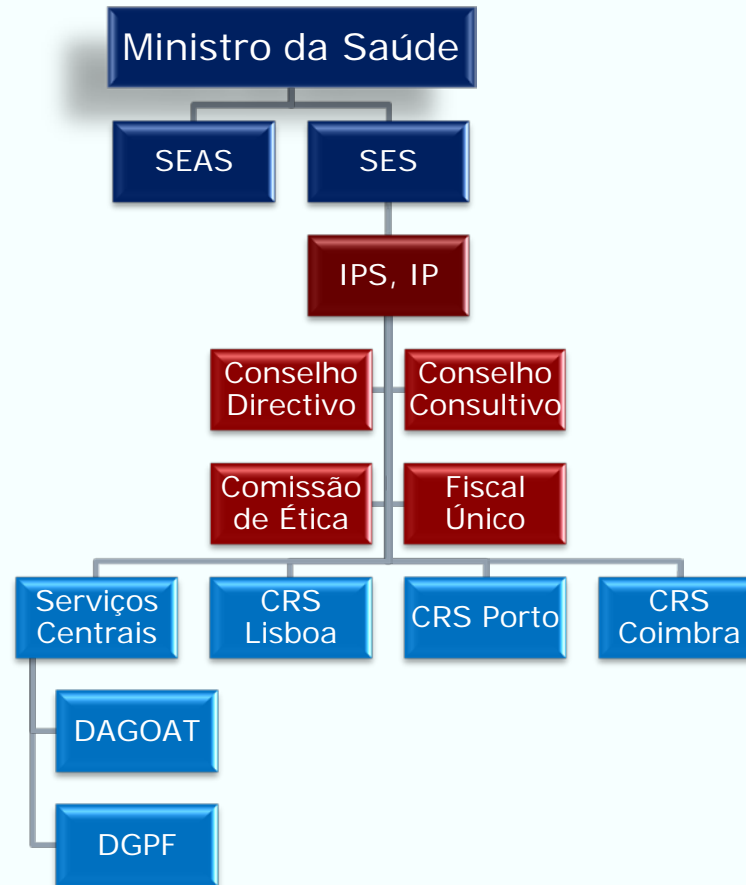 Ministro da Saúde
SEAS
SES
IPS, IP
Conselho
Directivo
Conselho
Consultivo
Comissão
de Ética
Fiscal
Único
Serviços
Centrais
CRS
Lisboa
CRS Porto
CRS
Coimbra
DAGOAT
DGPF